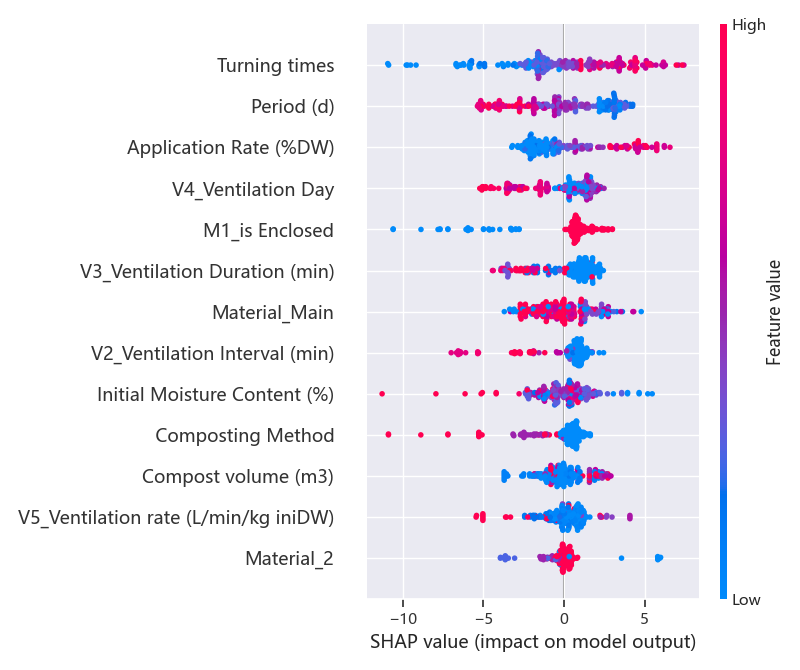 High
Turning times
Period (d)
Application Rate (%DW)
V4_Ventilation Day
M1_is Enclosed
V3_Ventilation Duration (min)
Material_Main
V2_Ventilation Interval (min)
Initial Moisture Content (%)
Composting Method
Compost volume (m3)
V5_Ventilation rate (L/min/kg iniDW)
Material_2
Feature value
Low
−10 −5 0 5
SHAP value (impact on model output)